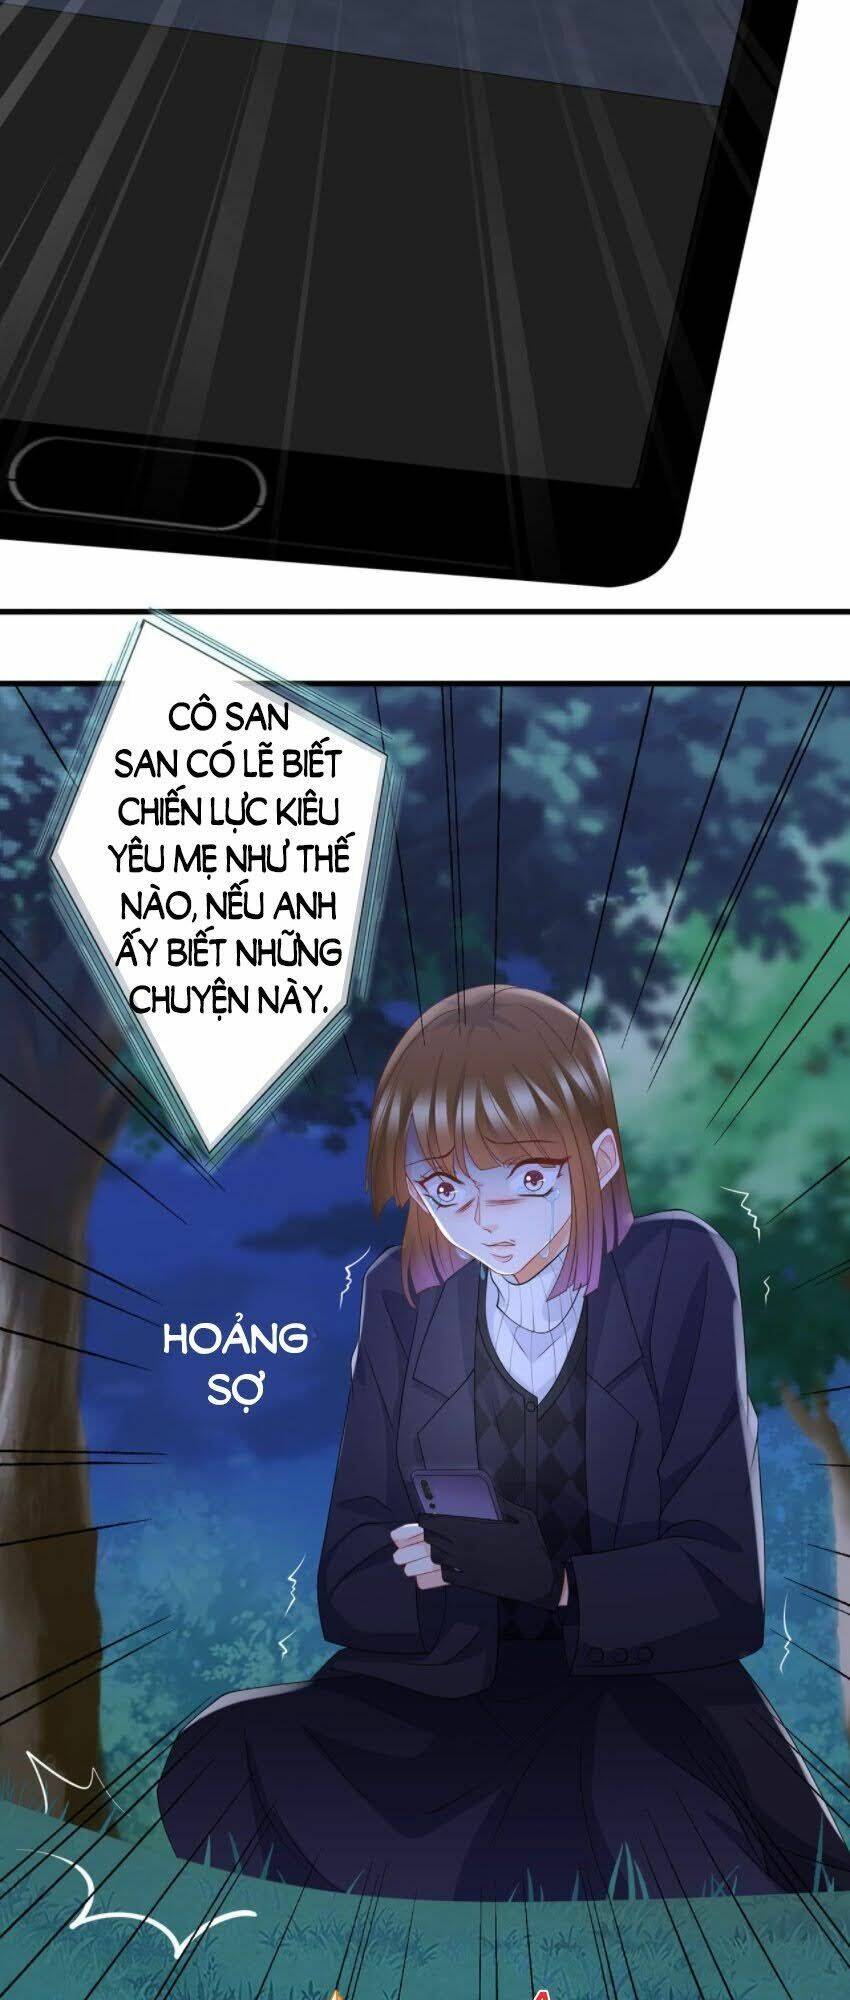 CÔ SAN
SAN CÓ LẼ BIẾT
CHIẾN LỰC KIÊU
YÊU MẸ NHƯ THẾ
NÀO, NẾU ANH
ẤY BIẾT NHỮNG
CHUYỆN NÀY.
HOẢNG
SỢ